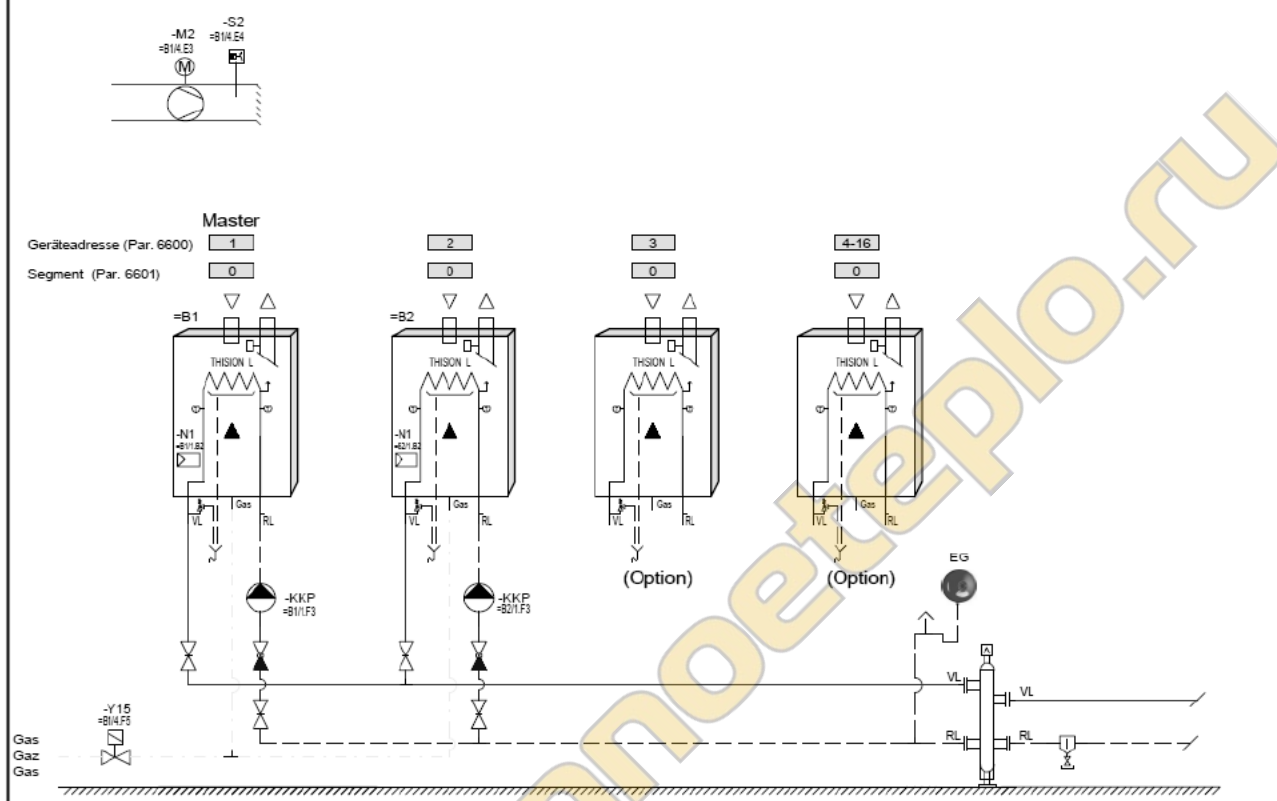 -M2
=B1/4.E3
M
-S2
=B1/4.E4
Master
Geräteadresse (Par. 6600) 1 2 3 4-16
Segment (Par. 6601) 0 0 0 0
=B1
=B2
THISION L
THISION L
THISION L
THISION L
-N1
=B1/1.B2
-N1
=B2/1.B2
VL Gas RL
VL Gas RL
VL Gas RL
VL Gas RL
(Option)
(Option)
EG
-KKP
=B1/1.F3
-KKP
=B2/1.F3
A
VL
VL
-Y15
=B1/4.F5
RL
RL
Gas
Gaz
Gas
noeteplo.ru